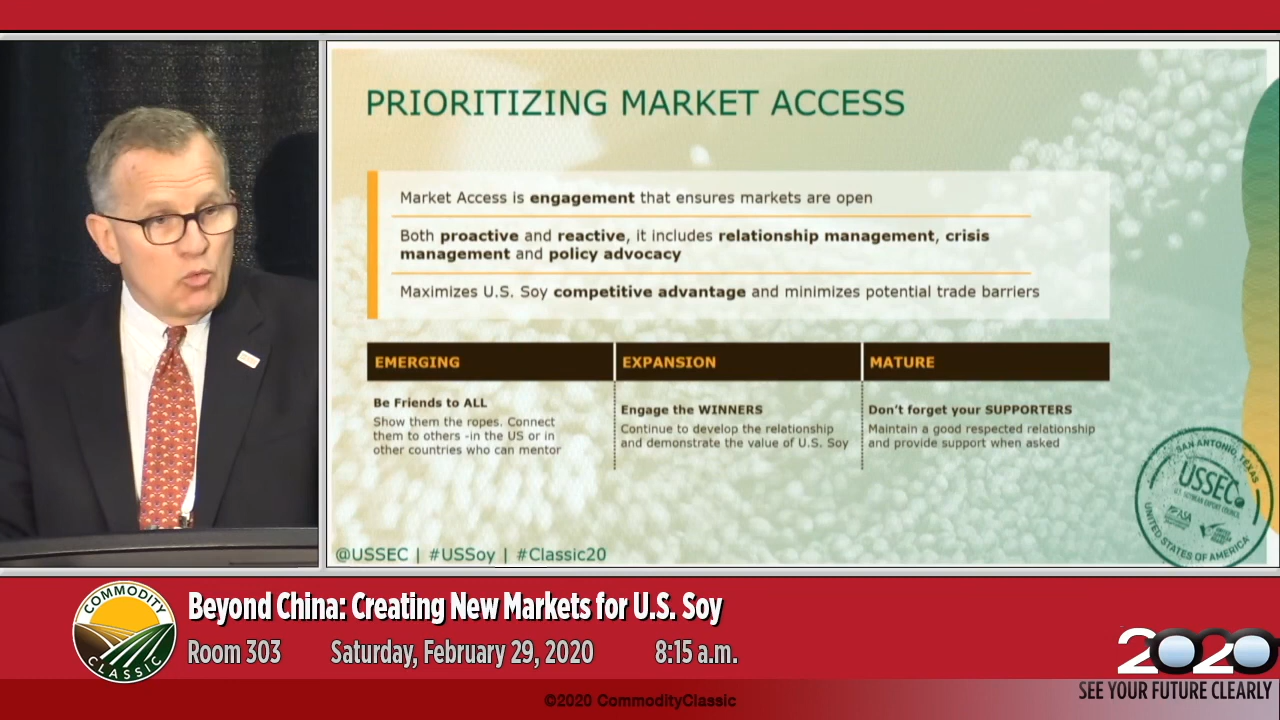 PRIORITIZING MARKET ACCESS
Market Access is engagement that ensures markets are open
Both proactive and reactive, it includes relationship management, crisis
management and policy advocacy
Maximizes U.S. Soy competitive advantage and minimizes potential trade barriers
EMERGING
Be Friends to ALL
Show them the ropes. Connect
them to others -in the US or in
other countries who can mentor
EXPANSION
Engage the WINNERS
Continue to develop the relationship
and demonstrate the value of U.S. Soy
MATURE
Don't forget your SUPPORTERS
Maintain a good respected relationship
and provide support when asked
SAN ANTONIO, TEXAS
USSEC
U.S. SOYBEAN EXPORT COUNCIL
ASA
UNITED STATES OF AMERICA
@USSEC | #USSoy | #Classic20
COMMODITY
CLASSIC
Beyond China: Creating New Markets for U.S. Soy
Room 303 Saturday, February 29, 2020 8:15 a.m.
2020
SEE YOUR FUTURE CLEARLY
©2020 CommodityClassic